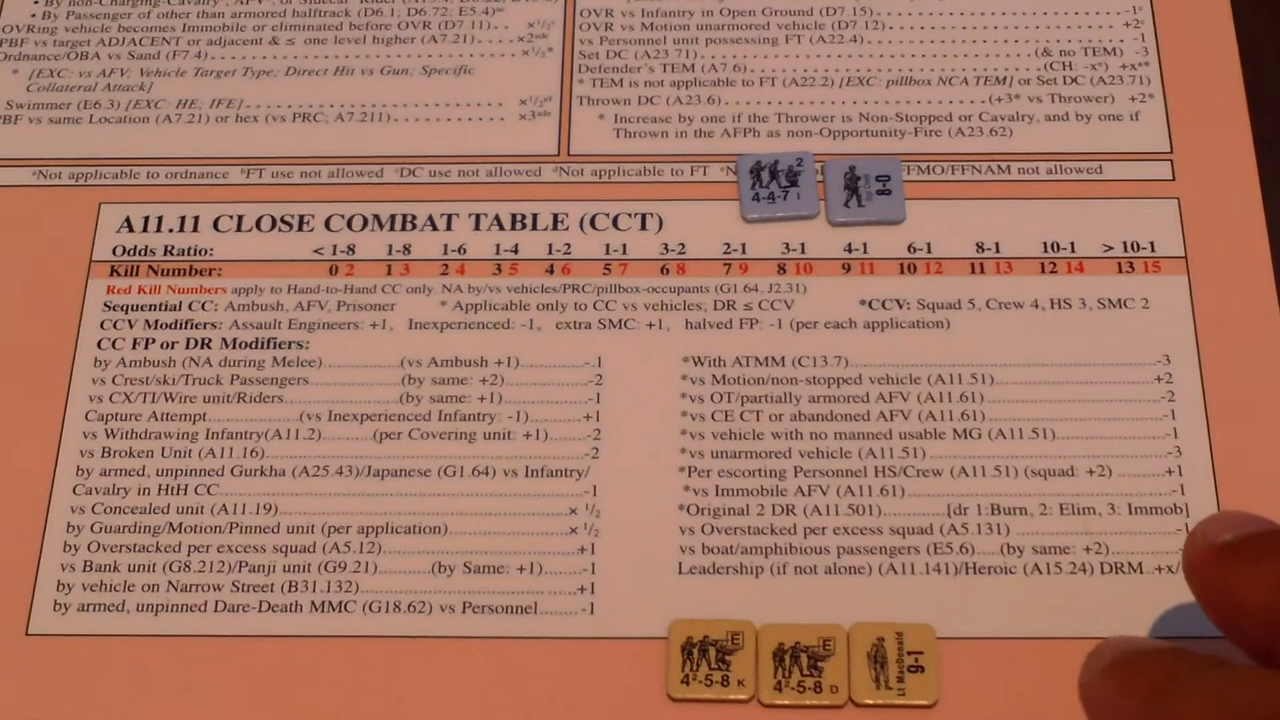 By Passenger of other than armored halftrack (D6.1; D6.72; E5.4)
OVRing vehicle becomes Immobile or eliminated before OVR (D7.11)
PBF vs target ADJACENT or adjacent & ≤ one level higher (A7.21)
Ordnance/OBA vs Sand (F7.4)
* [EXC: vs AFV; Vehicle Target Type; Direct Hit vs Gun; Specific
Collateral Attack]
Swimmer (E6.3) [EXC: HE, IFE]
BF vs same Location (A7.21) or hex (vs PRC; A7.211)
OVR vs Infantry in Open Ground (D7.15) -1
OVR vs Motion unarmored vehicle (D7.12) +2
vs Personnel unit possessing FT (A22.4) -1
Set DC (A23.71) (& no TEM) -3
Defender's TEM (A7.6) (CH: -x*) +x
* TEM is not applicable to FT (A22.2) [EXC: pillbox NCA TEM] or Set DC (A23.71)
Thrown DC (A23.6) (+3* vs Thrower) +2*
* Increase by one if the Thrower is Non-Stopped or Cavalry, and by one if
Thrown in the AFPh as non-Opportunity-Fire (A23.62)
Not applicable to ordnance FT use not allowed DC use not allowed Not applicable to FT FFMO/FFNAM not allowed
2
4-4-7
8-0
A11.11 CLOSE COMBAT TABLE (CCT)
Odds Ratio: < 1-8 1-8 1-6 1-4 1-2 1-1 3-2 2-1 3-1 4-1 6-1 8-1 10-1 > 10-1
Kill Number: 0 2 1 3 2 4 3 5 4 6 5 7 6 8 7 9 8 10 9 11 10 12 11 13 12 14 13 15
Red Kill Numbers apply to Hand-to-Hand CC only. NA by/vs vehicles/PRC/pillbox-occupants (G1.64, J2.31)
Sequential CC: Ambush, AFV, Prisoner * Applicable only to CC vs vehicles; DR ≤ CCV *CCV: Squad 5, Crew 4, HS 3, SMC 2
CCV Modifiers: Assault Engineers: +1, Inexperienced: -1, extra SMC: +1, halved FP: -1 (per each application)
CC FP or DR Modifiers:
by Ambush (NA during Melee) (vs Ambush +1) -1
vs Crest/ski/Truck Passengers (by same: +2) -2
vs CX/TI/Wire unit/Riders (by same: +1) -1
Capture Attempt (vs Inexperienced Infantry: -1) +1
vs Withdrawing Infantry(A11.2) (per Covering unit: +1) -2
vs Broken Unit (A11.16) -2
by armed, unpinned Gurkha (A25.43)/Japanese (G1.64) vs Infantry/
Cavalry in HtH CC -1
vs Concealed unit (A11.19) × 1/2
by Guarding/Motion/Pinned unit (per application) × 1/2
by Overstacked per excess squad (A5.12) +1
vs Bank unit (G8.212)/Panji unit (G9.21) (by Same: +1) -1
by vehicle on Narrow Street (B31.132) +1
by armed, unpinned Dare-Death MMC (G18.62) vs Personnel -1
*With ATMM (C13.7) -3
*vs Motion/non-stopped vehicle (A11.51) +2
*vs OT/partially armored AFV (A11.61) -2
*vs CE CT or abandoned AFV (A11.61) -1
*vs vehicle with no manned usable MG (A11.51) -1
*vs unarmored vehicle (A11.51) -3
*Per escorting Personnel HS/Crew (A11.51) (squad: +2) +1
*vs Immobile AFV (A11.61) -1
*Original 2 DR (A11.501) [dr 1:Burn, 2: Elim, 3: Immob]
vs Overstacked per excess squad (A5.131) -1
vs boat/amphibious passengers (E5.6) (by same: +2)
Leadership (if not alone) (A11.141)/Heroic (A15.24) DRM +x/
E
4²-5-8 K
E
4²-5-8 D
Lt MacDonald
9-1